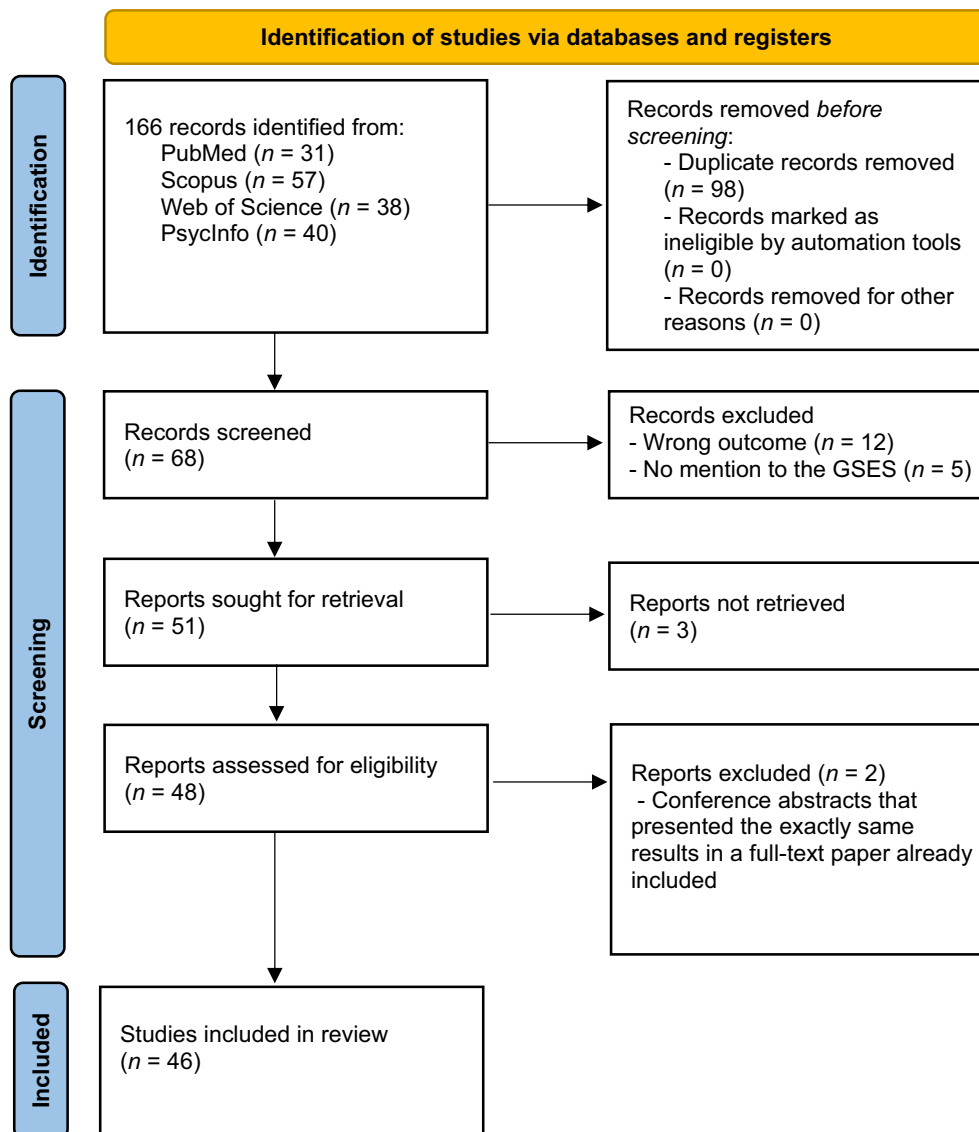 Identification of studies via databases and registers
Identification
166 records identified from:
PubMed (n = 31)
Scopus (n = 57)
Web of Science (n = 38)
PsycInfo (n = 40)
Records removed before
screening:
- Duplicate records removed
(n = 98)
- Records marked as
ineligible by automation tools
(n = 0)
- Records removed for other
reasons (n = 0)
Screening
Records screened
(n = 68)
Records excluded
- Wrong outcome (n = 12)
- No mention to the GSES (n = 5)
Reports sought for retrieval
(n = 51)
Reports not retrieved
(n = 3)
Reports assessed for eligibility
(n = 48)
Reports excluded (n = 2)
- Conference abstracts that
presented the exactly same
results in a full-text paper already
included
Included
Studies included in review
(n = 46)